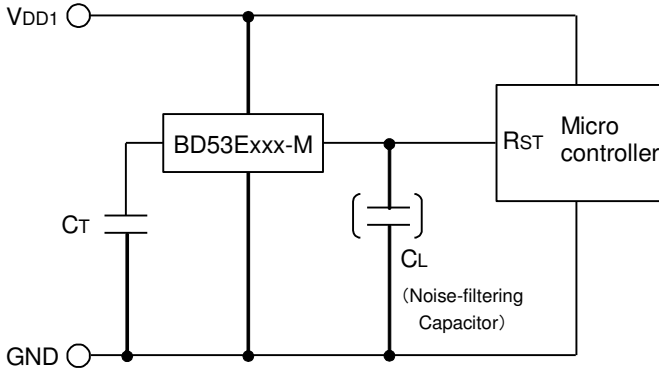 VDD1
BD53Exxx-M
RST
Micro
controller
CT
CL
（Noise-filtering
Capacitor）
GND